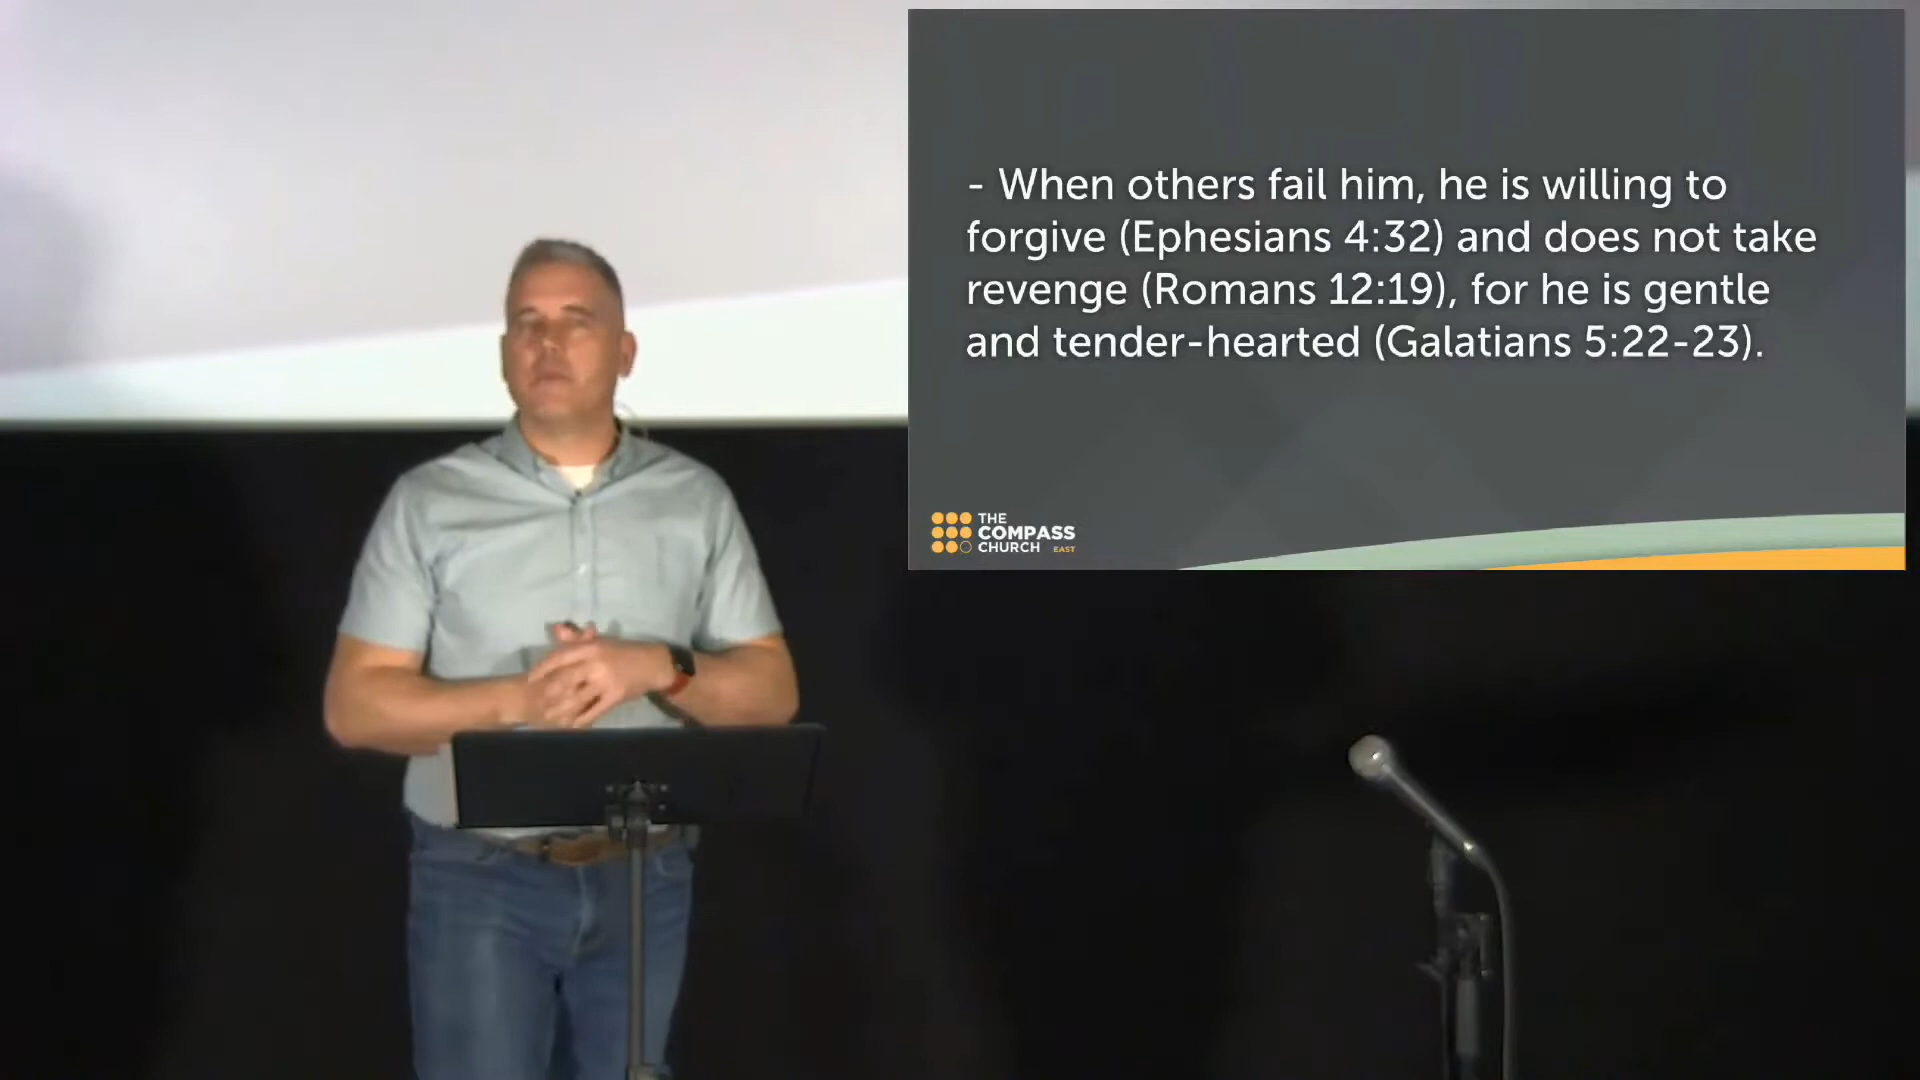 - When others fail him, he is willing to
forgive (Ephesians 4:32) and does not take
revenge (Romans 12:19), for he is gentle
and tender-hearted (Galatians 5:22-23).
THE
COMPASS
CHURCH EAST